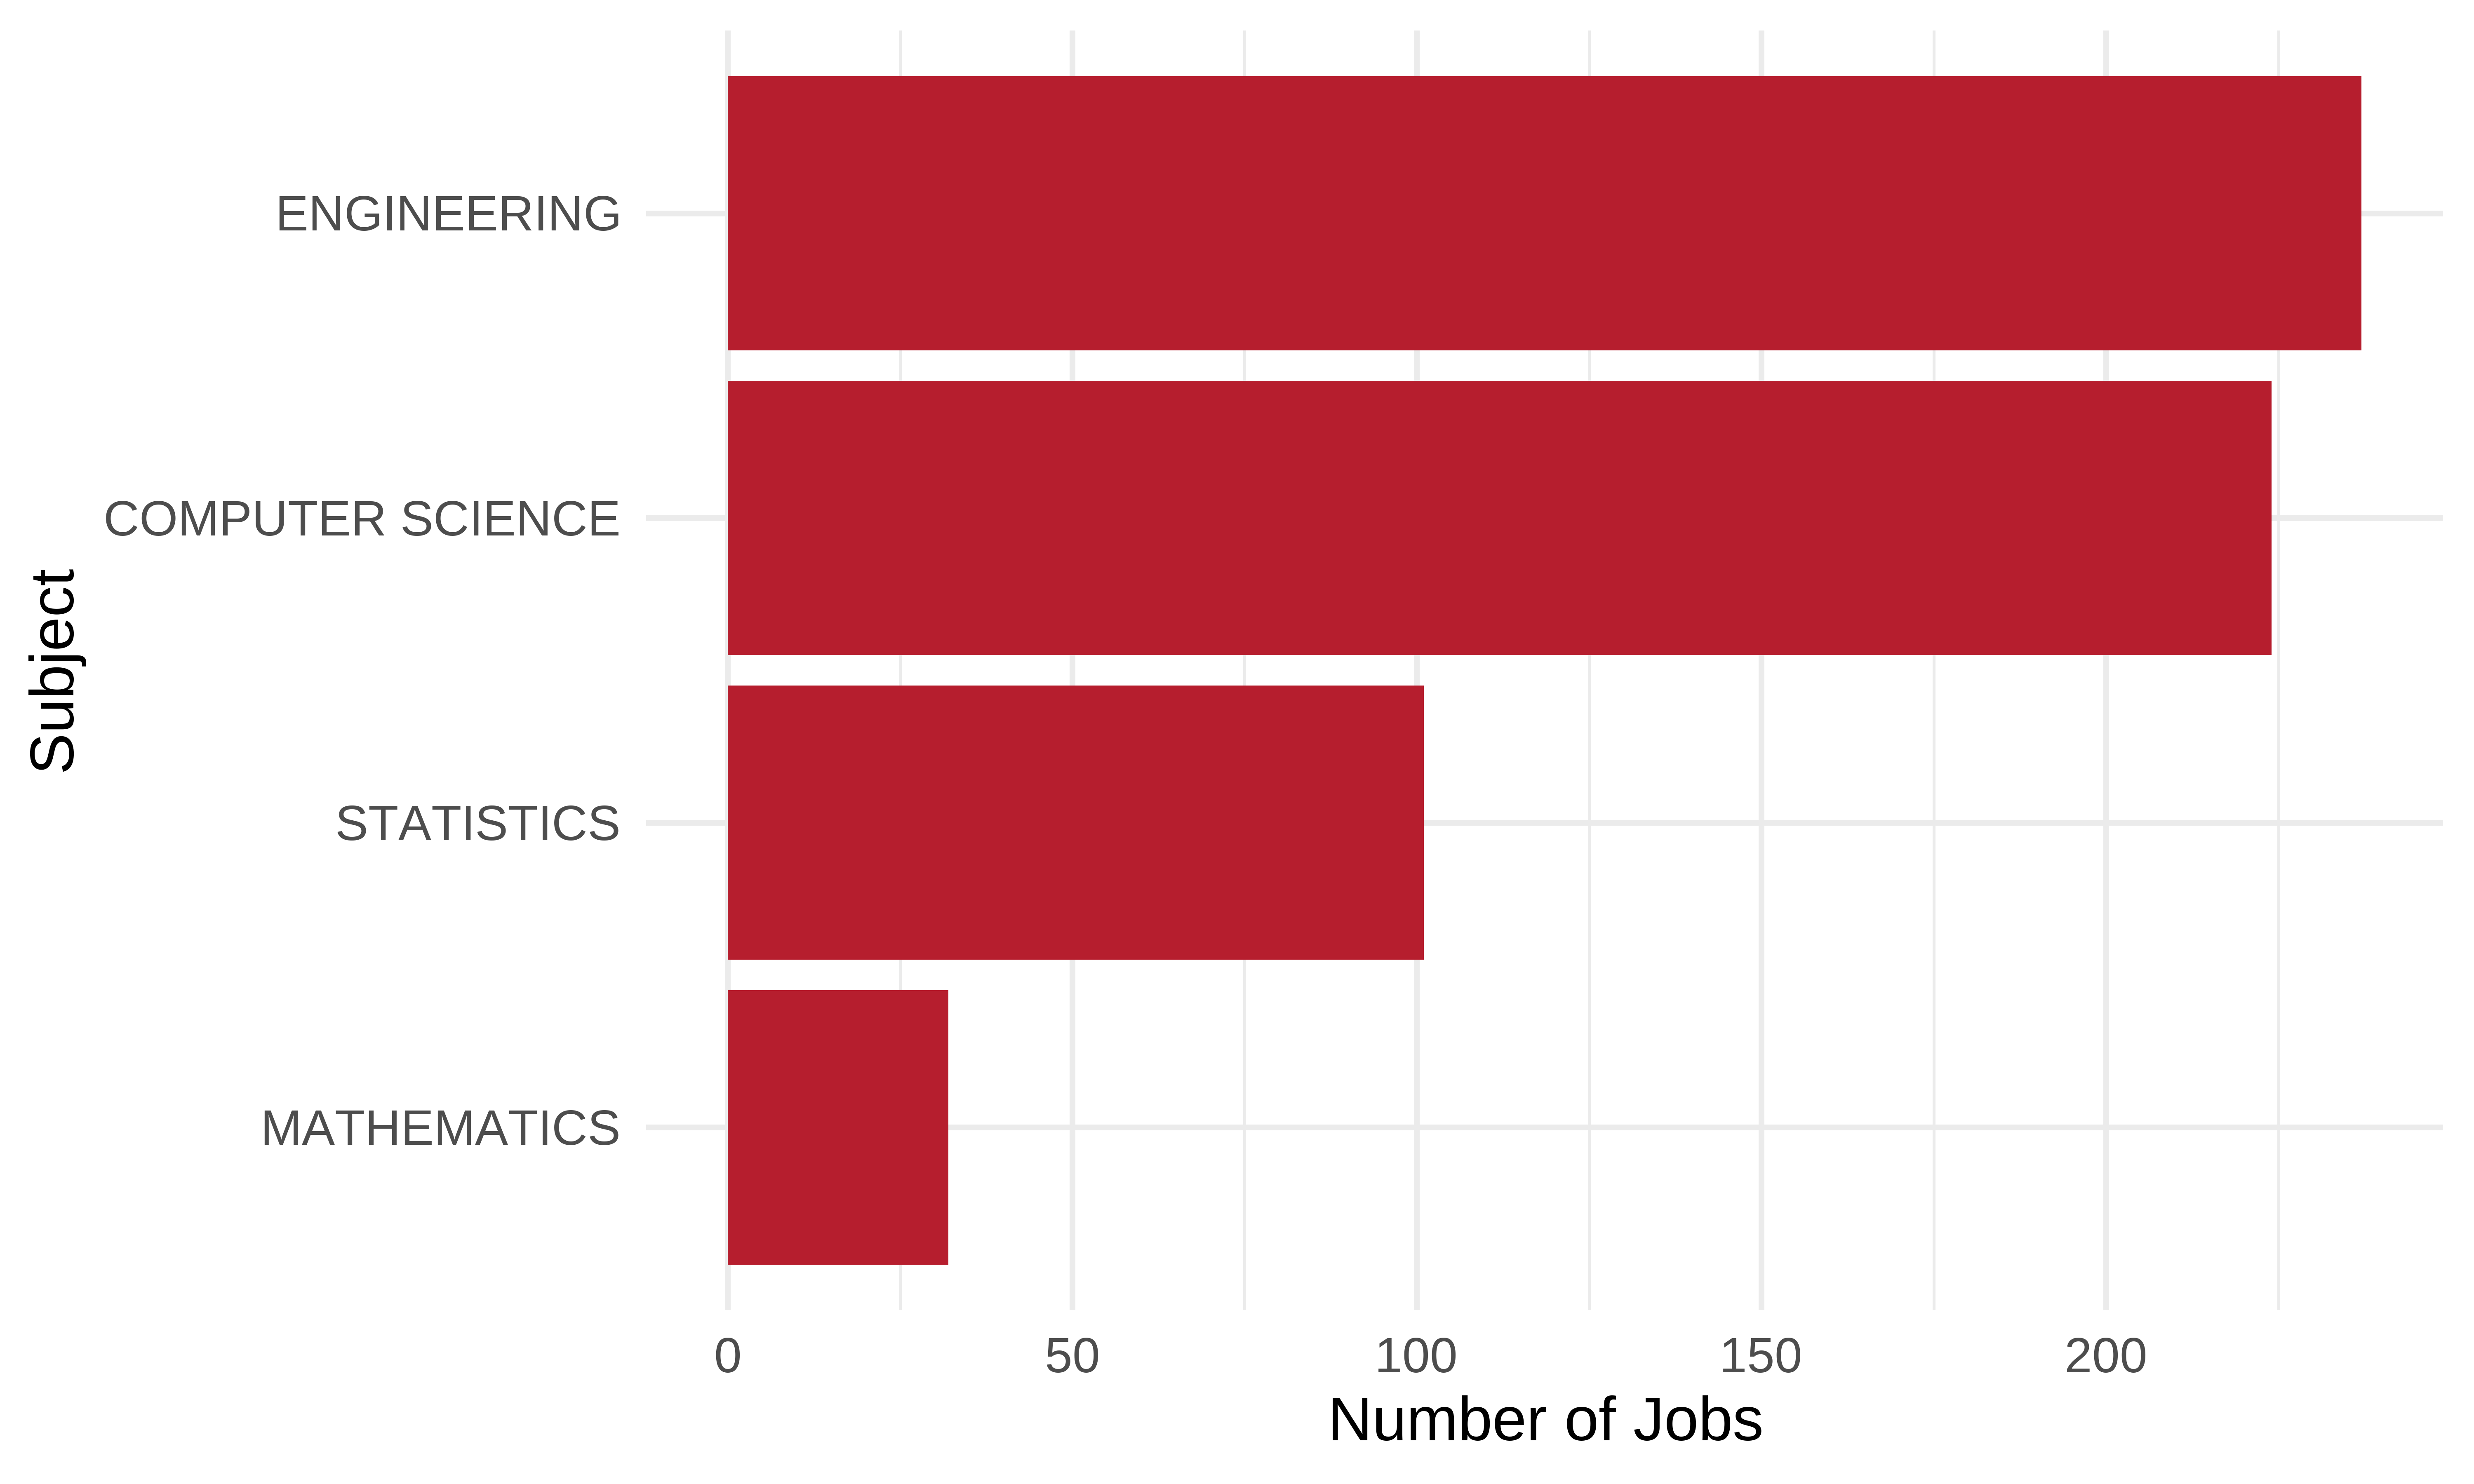 ENGINEERING
COMPUTER SCIENCE
STATISTICS
MATHEMATICS
Subject
0 50 100 150 200
Number of Jobs